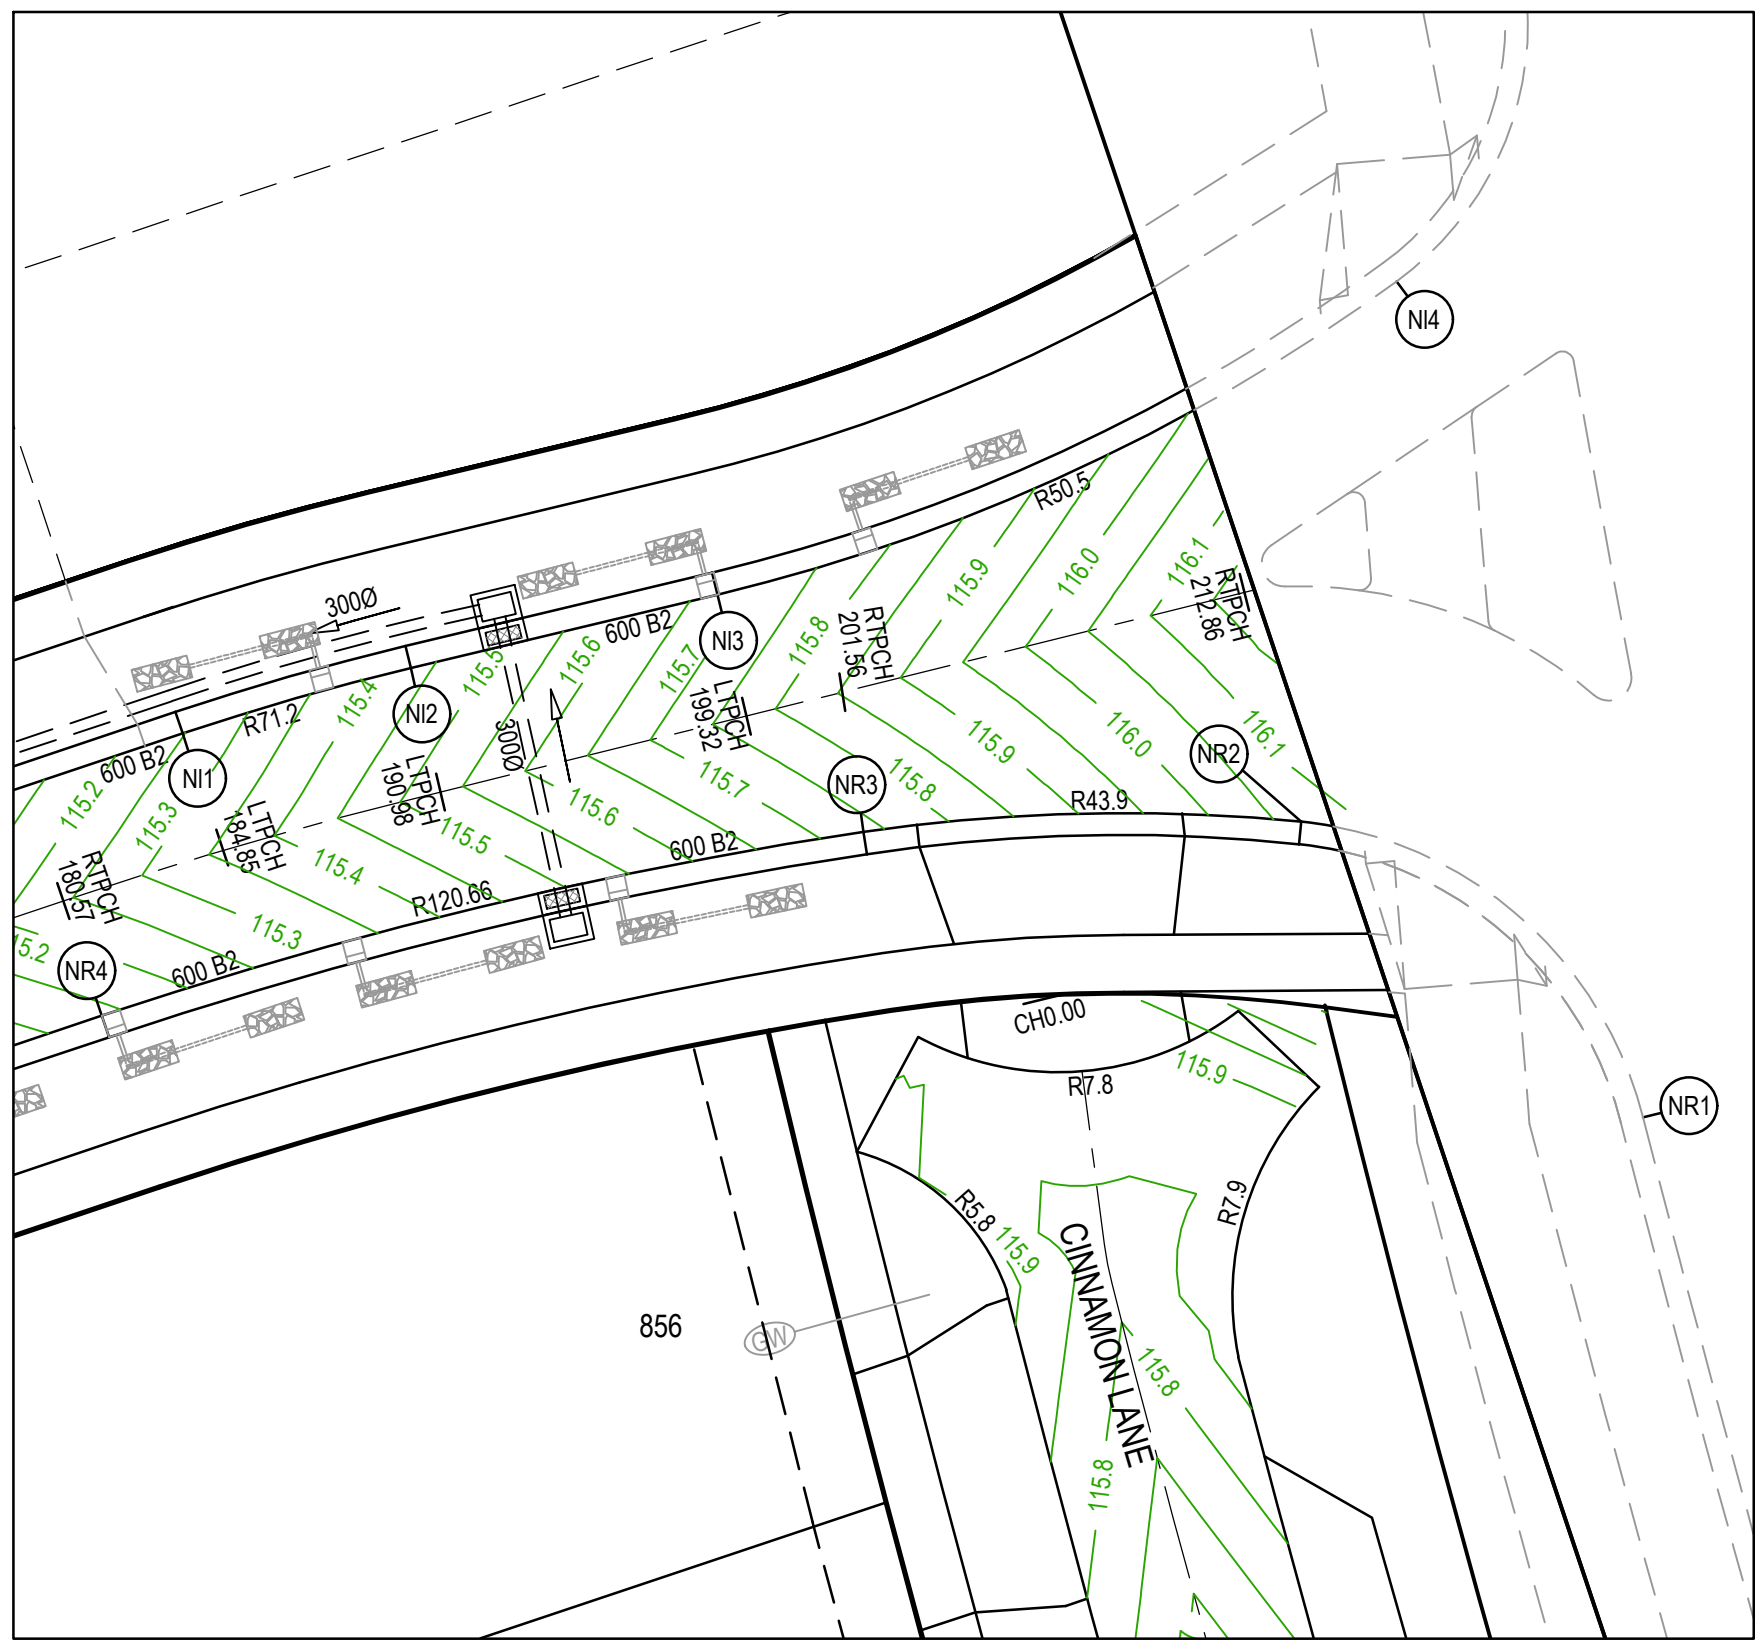 NI4
R50.5
115.9
116.0
116.1
RTPCH
212.86
300Ø
600 B2
NI3
115.8
RTPCH
201.56
115.6
115.5
115.7
115.4
R71.2
NI2
LTPCH
199.32
300Ø
600 B2
NI1
115.2
115.3
LTPCH
190.98
115.9
116.0
NR2
116.1
115.7
NR3
115.8
R43.9
115.6
115.5
600 B2
LTPCH
184.85
115.4
RTPCH
180.57
R120.66
115.3
15.2
NR4
600 B2
CH0.00
R7.8
115.9
NR1
R5.8
115.9
R7.9
CINNAMON LANE
856
GW
115.8
115.8